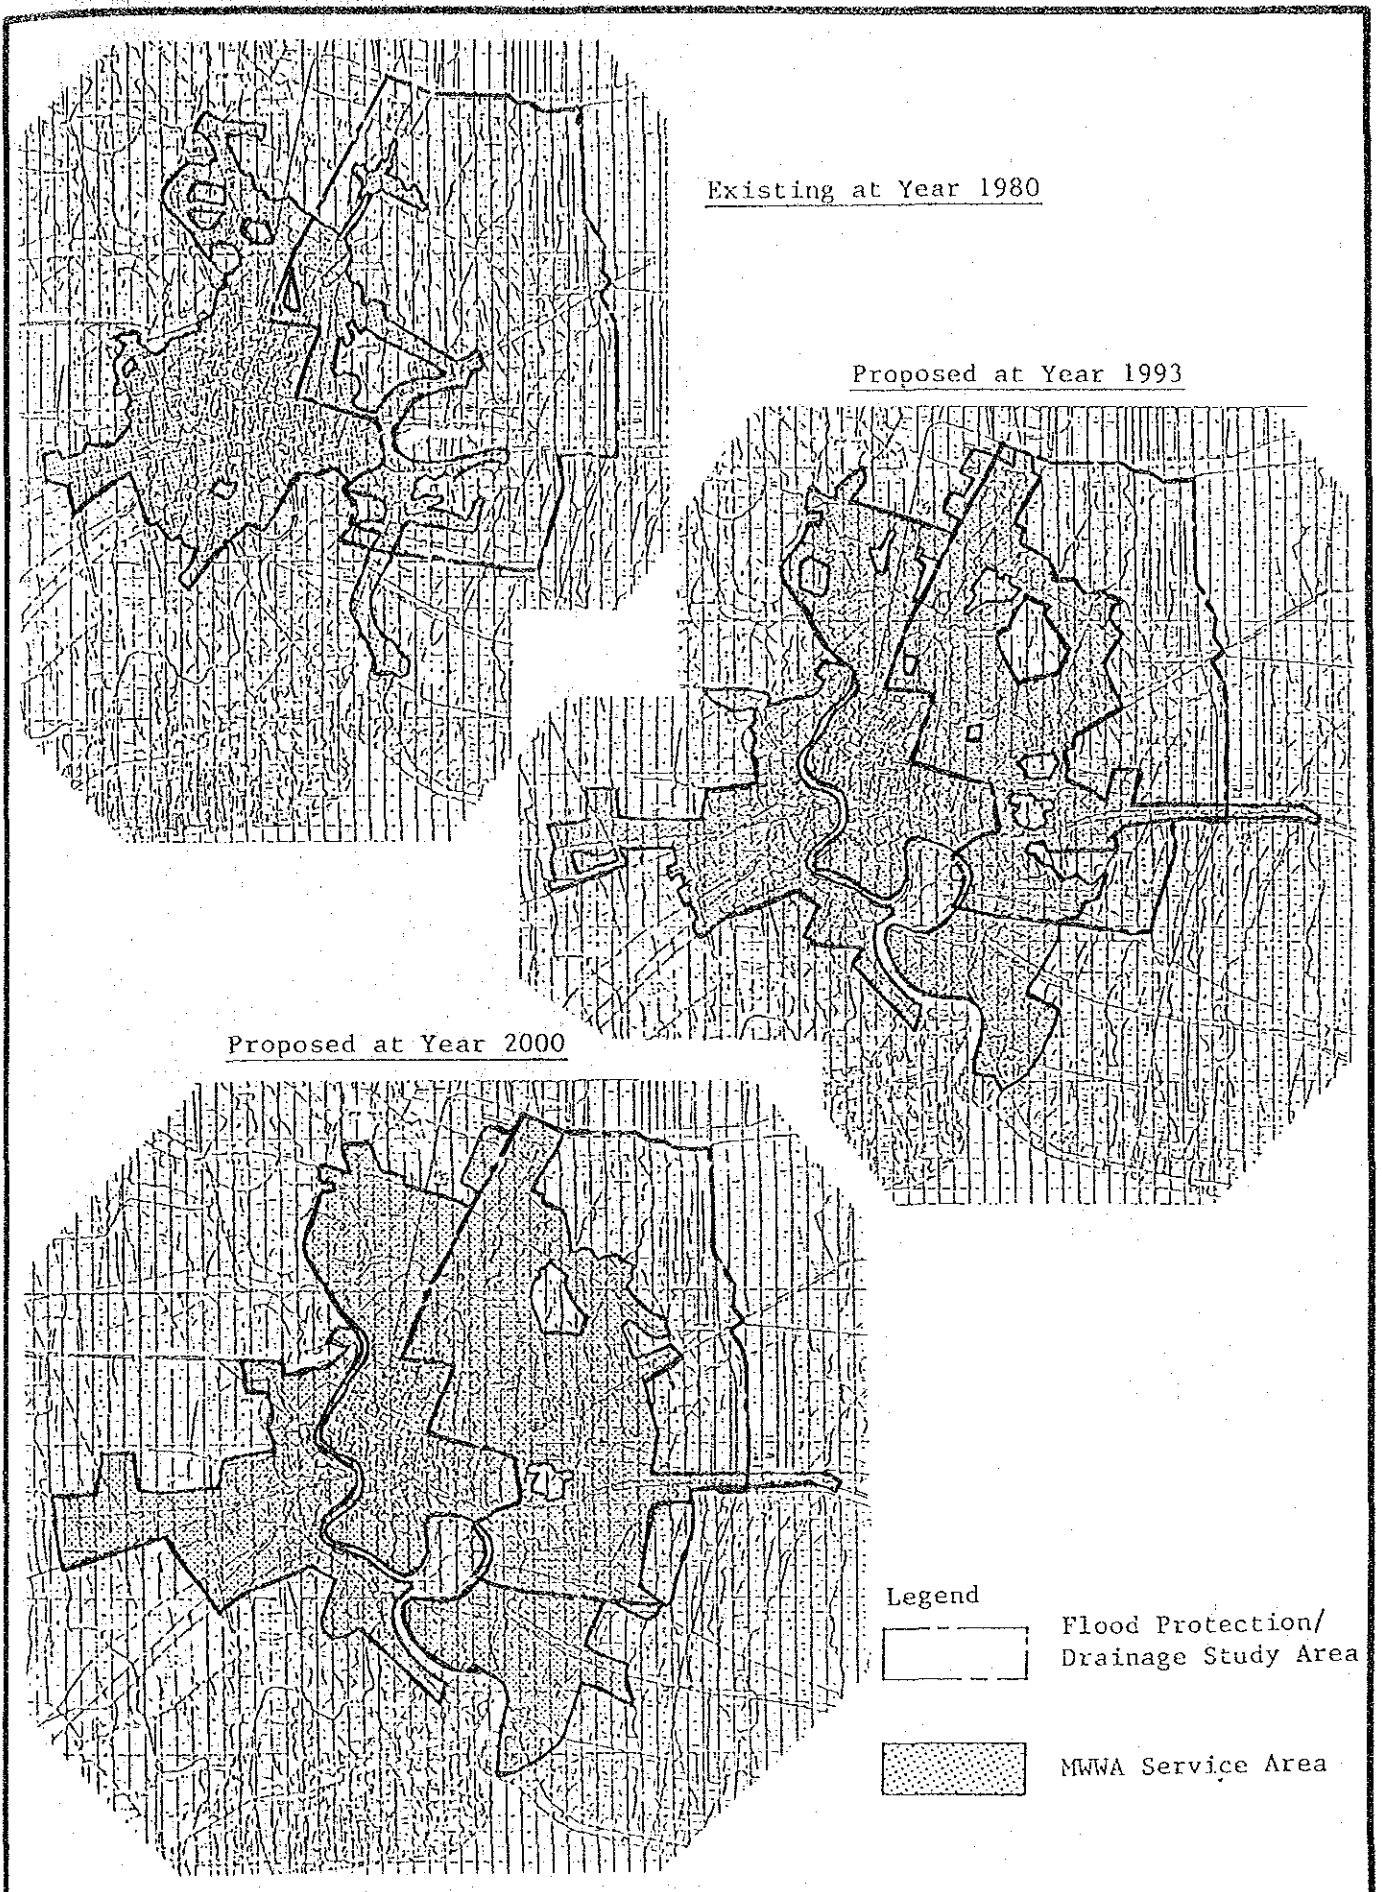 Existing at Year 1980
Proposed at Year 1993
Proposed at Year 2000
Legend
Flood Protection/
Drainage Study Area
MWWA Service Area